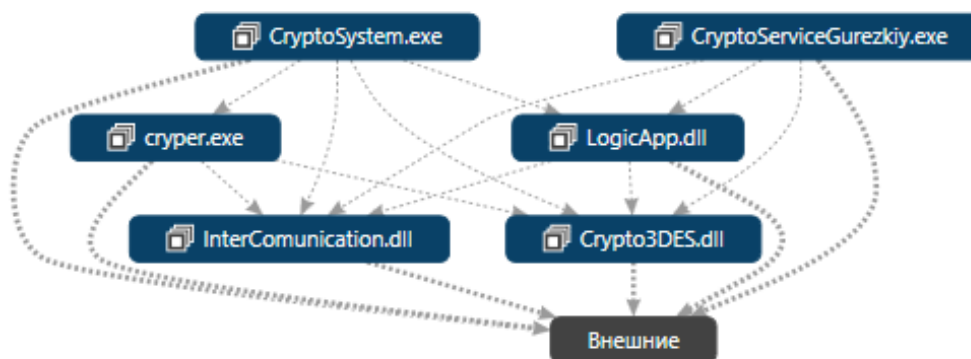 CryptoSystem.exe
CryptoServiceGurezkiy.exe
cryper.exe
LogicApp.dll
InterComunication.dll
Crypto3DES.dll
Внешние